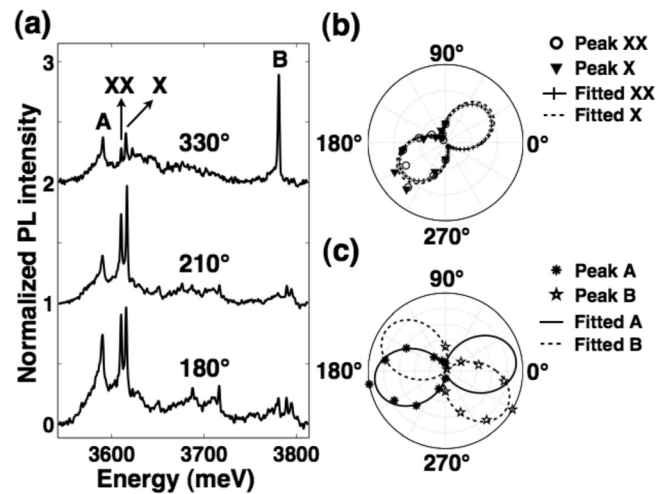 (a)
Normalized PL intensity
3
2
1
0
A
XX
X
B
330°
210°
180°
3600
3700
3800
Energy (meV)
(b)
90°
180°
0°
270°
Peak XX
Peak X
Fitted XX
Fitted X
(c)
90°
180°
0°
270°
Peak A
Peak B
Fitted A
Fitted B